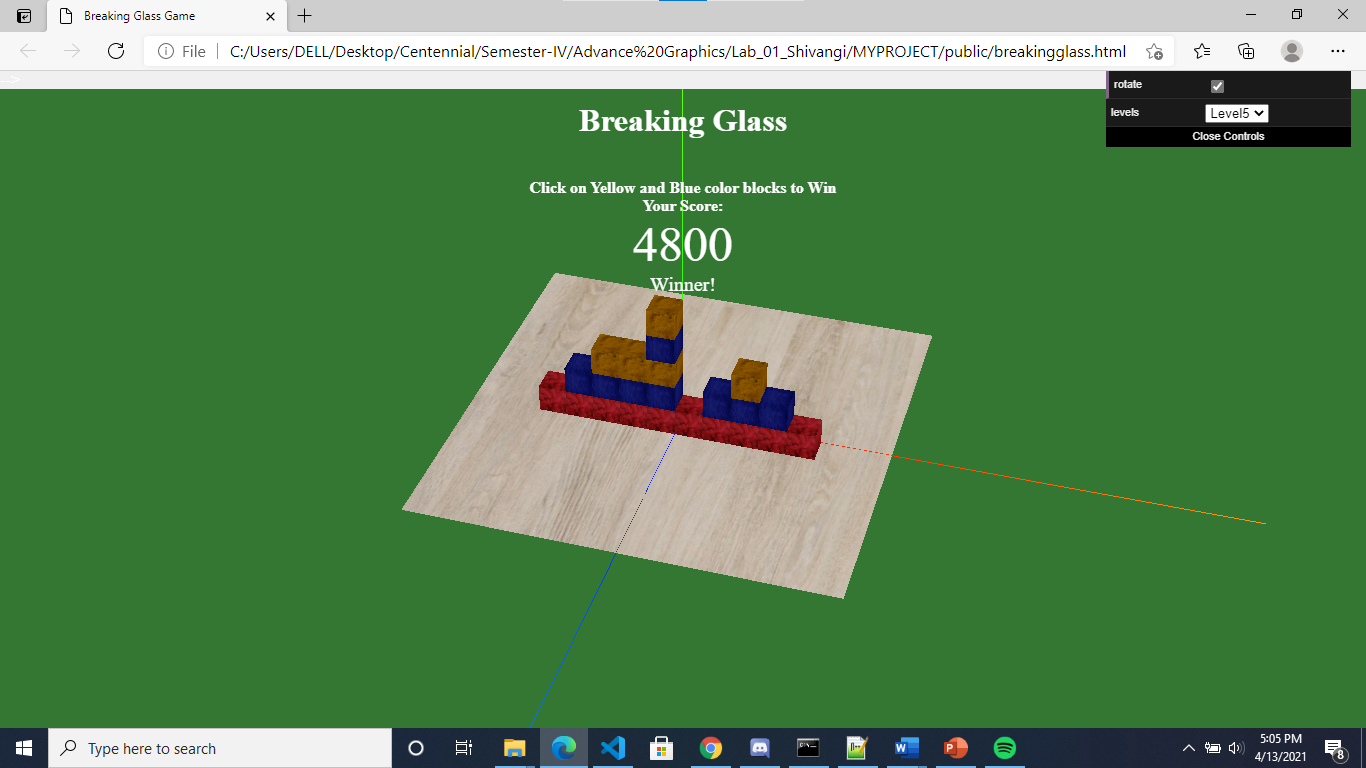 Breaking Glass Game
File
C:/Users/DELL/Desktop/Centennial/Semester-IV/Advance%20Graphics/Lab_01_Shivangi/MYPROJECT/public/breakingglass.html
-->
rotate
levels
Level5
Close Controls
Breaking Glass
Click on Yellow and Blue color blocks to Win
Your Score:
4800
Winner!
Type here to search
5:05 PM
4/13/2021
8